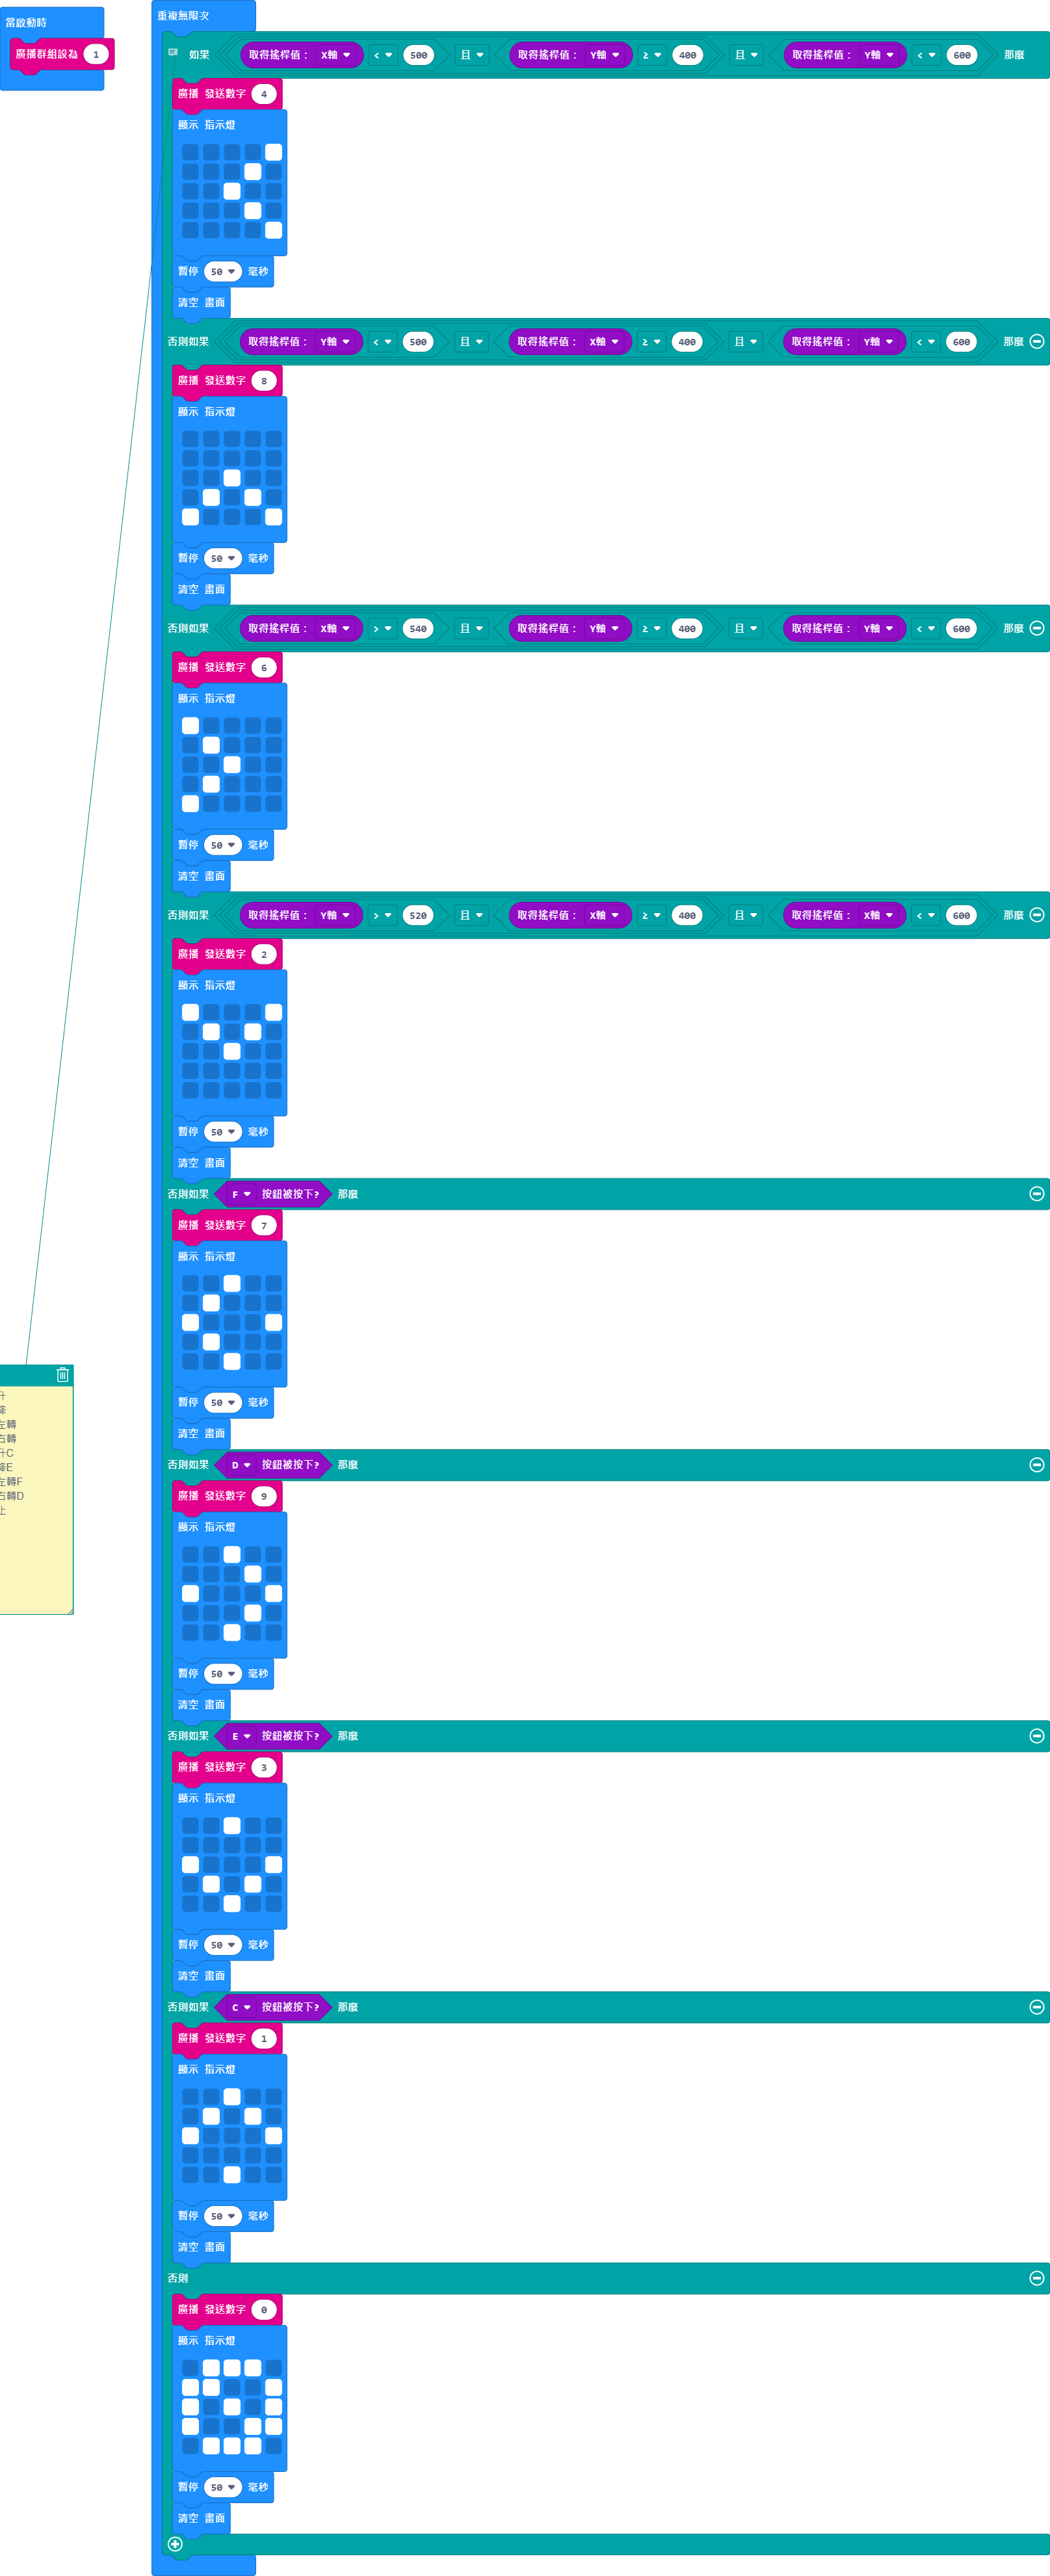 當啟動時
廣播群組設為 1
重複無限次
如果 取得搖桿值： X軸 < 500 且 取得搖桿值： Y軸 ≥ 400 且 取得搖桿值： Y軸 < 600 那麼
廣播 發送數字 4
顯示 指示燈
暫停 50 毫秒
清空 畫面
否則如果 取得搖桿值： Y軸 < 500 且 取得搖桿值： X軸 ≥ 400 且 取得搖桿值： Y軸 < 600 那麼
廣播 發送數字 8
顯示 指示燈
暫停 50 毫秒
清空 畫面
否則如果 取得搖桿值： X軸 > 540 且 取得搖桿值： Y軸 ≥ 400 且 取得搖桿值： Y軸 < 600 那麼
廣播 發送數字 6
顯示 指示燈
暫停 50 毫秒
清空 畫面
否則如果 取得搖桿值： Y軸 > 520 且 取得搖桿值： X軸 ≥ 400 且 取得搖桿值： X軸 < 600 那麼
廣播 發送數字 2
顯示 指示燈
暫停 50 毫秒
清空 畫面
否則如果 F 按鈕被按下? 那麼
廣播 發送數字 7
顯示 指示燈
暫停 50 毫秒
清空 畫面
否則如果 D 按鈕被按下? 那麼
廣播 發送數字 9
顯示 指示燈
暫停 50 毫秒
清空 畫面
否則如果 E 按鈕被按下? 那麼
廣播 發送數字 3
顯示 指示燈
暫停 50 毫秒
清空 畫面
否則如果 C 按鈕被按下? 那麼
廣播 發送數字 1
顯示 指示燈
暫停 50 毫秒
清空 畫面
否則
廣播 發送數字 0
顯示 指示燈
暫停 50 毫秒
清空 畫面
升
降
左轉
右轉
升C
降E
左轉F
右轉D
止